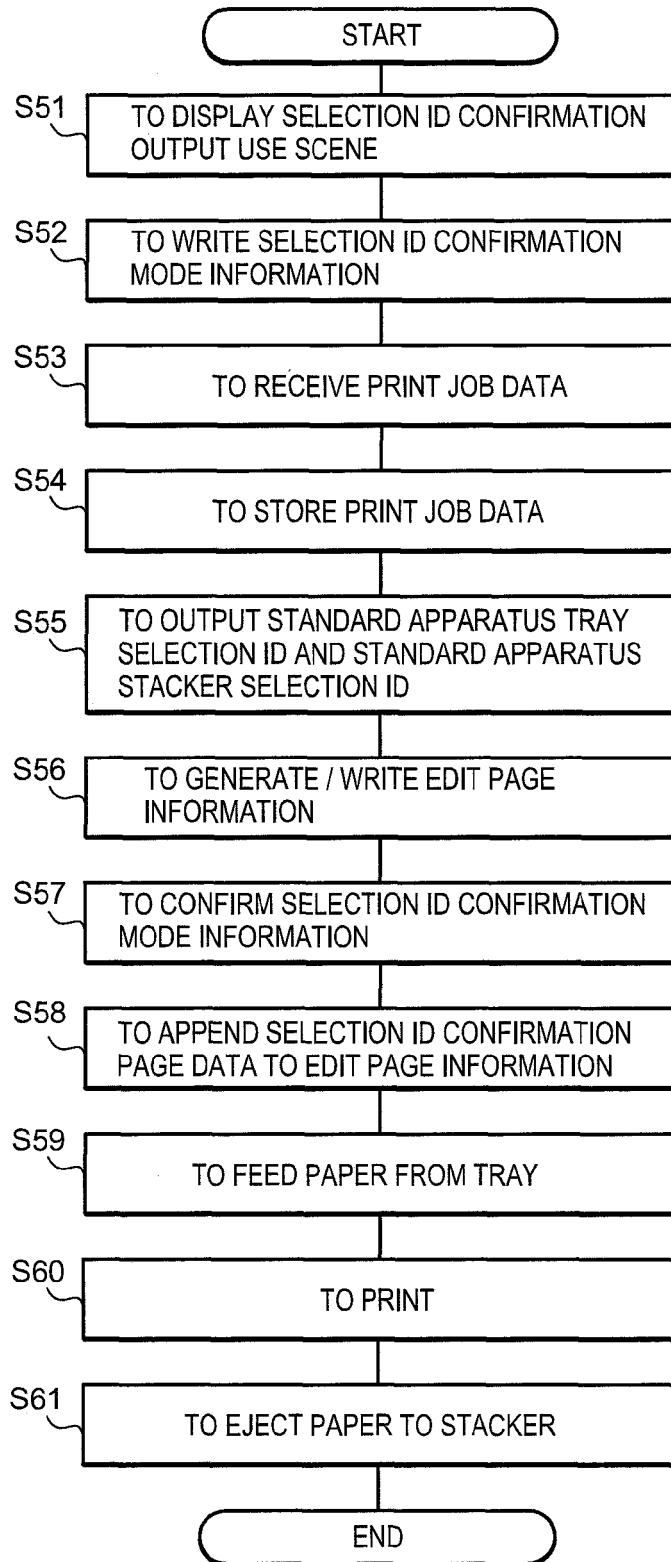 START
S51
TO DISPLAY SELECTION ID CONFIRMATION
OUTPUT USE SCENE
S52
TO WRITE SELECTION ID CONFIRMATION
MODE INFORMATION
S53
TO RECEIVE PRINT JOB DATA
S54
TO STORE PRINT JOB DATA
S55
TO OUTPUT STANDARD APPARATUS TRAY
SELECTION ID AND STANDARD APPARATUS
STACKER SELECTION ID
S56
TO GENERATE / WRITE EDIT PAGE
INFORMATION
S57
TO CONFIRM SELECTION ID CONFIRMATION
MODE INFORMATION
S58
TO APPEND SELECTION ID CONFIRMATION
PAGE DATA TO EDIT PAGE INFORMATION
S59
TO FEED PAPER FROM TRAY
S60
TO PRINT
S61
TO EJECT PAPER TO STACKER
END